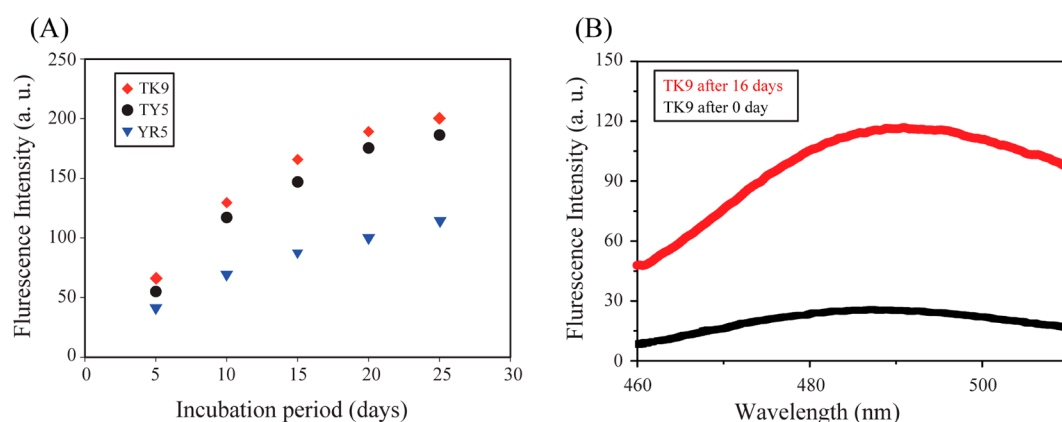 (A)
Flurescence Intensity (a. u.)
250
200
150
100
50
0
TK9
TY5
YR5
0 5 10 15 20 25 30
Incubation period (days)
(B)
Flurescence Intensity (a. u.)
150
120
90
60
30
0
TK9 after 16 days
TK9 after 0 day
460 480 500
Wavelength (nm)